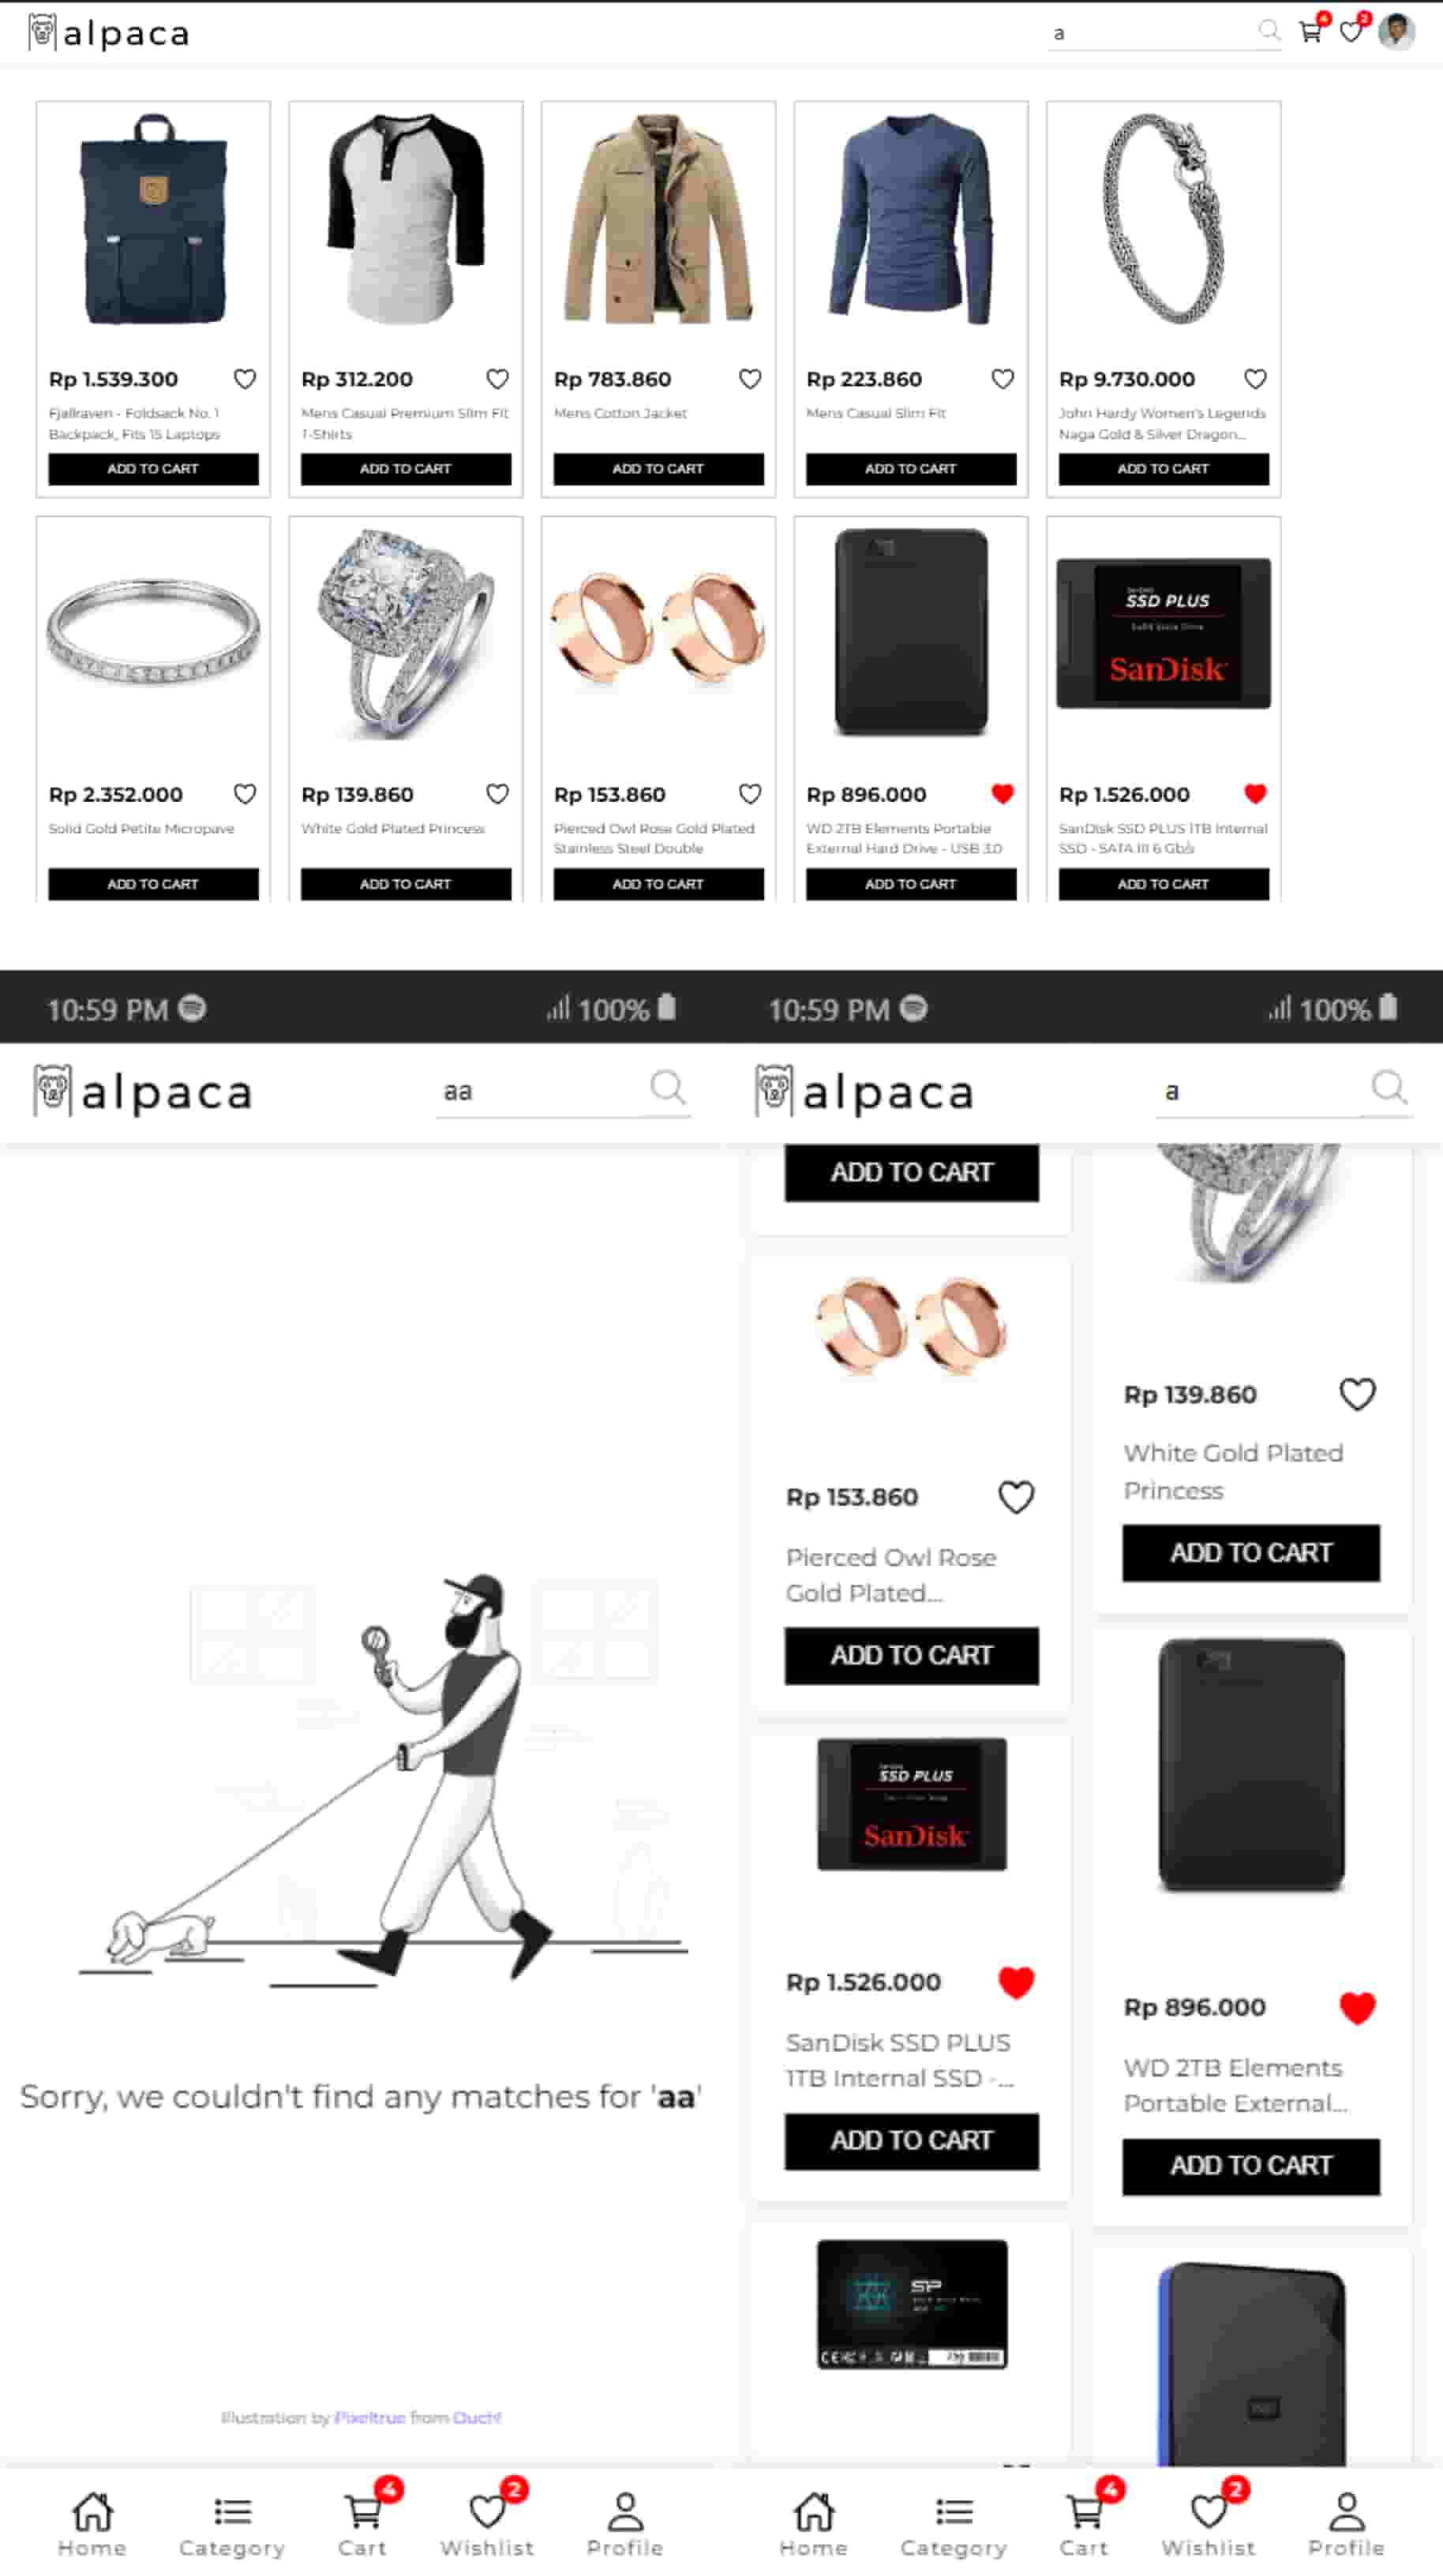 alpaca
a
4
2
Rp 1.539.300
Fjallraven - Foldsack No. 1
Backpack, Fits 15 Laptops
ADD TO CART
Rp 312.200
Mens Casual Premium Slim Fit
T-Shirts
ADD TO CART
Rp 783.860
Mens Cotton Jacket
ADD TO CART
Rp 223.860
Mens Casual Slim Fit
ADD TO CART
Rp 9.730.000
John Hardy Women's Legends
Naga Gold & Silver Dragon...
ADD TO CART
Rp 2.352.000
Solid Gold Petite Micropave
ADD TO CART
Rp 139.860
White Gold Plated Princess
ADD TO CART
Rp 153.860
Pierced Owl Rose Gold Plated
Stainless Steel Double
ADD TO CART
Rp 896.000
WD 2TB Elements Portable
External Hard Drive - USB 3.0
ADD TO CART
SSD PLUS
SanDisk
Rp 1.526.000
SanDisk SSD PLUS 1TB Internal
SSD - SATA III 6 Gb/s
ADD TO CART
10:59 PM
100%
alpaca
aa
Sorry, we couldn't find any matches for 'aa'
Illustration by Pixeltrue from Ouch!
Home
Category
4
Cart
2
Wishlist
Profile
10:59 PM
100%
alpaca
a
ADD TO CART
Rp 153.860
Pierced Owl Rose
Gold Plated...
ADD TO CART
SSD PLUS
SanDisk
Rp 1.526.000
SanDisk SSD PLUS
1TB Internal SSD -...
ADD TO CART
SP
Rp 139.860
White Gold Plated
Princess
ADD TO CART
Rp 896.000
WD 2TB Elements
Portable External...
ADD TO CART
Home
Category
4
Cart
2
Wishlist
Profile